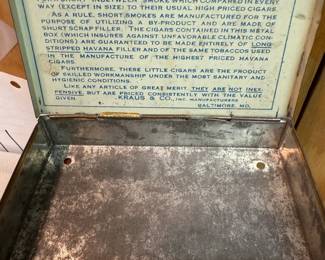 SMOKE WHICH COMPARED IN EVERY
WAY (EXCEPT IN SIZE) TO THEIR USUAL, HIGH PRICED CIGARS.
AS A RULE, SHORT SMOKES ARE MANUFACTURED FOR THE
PURPOSE OF UTILIZING A BY-PRODUCT AND ARE MADE OF
SHORT SCRAP FILLER. THE CIGARS CONTAINED IN THIS METAL
BOX (WHICH INSURES AGAINST UNFAVORABLE CLIMATIC CON-
DITIONS) ARE GUARANTEED TO BE MADE ENTIRELY OF LONG
STRIPPED HAVANA FILLER AND OF THE SAME TOBACCOS USED
IN THE MANUFACTURE OF THE HIGHEST PRICED HAVANA
CIGARS.
FURTHERMORE, THESE LITTLE CIGARS ARE THE PRODUCT
OF SKILLED WORKMANSHIP UNDER THE MOST SANITARY AND
HYGIENIC CONDITIONS.
LIKE ANY ARTICLE OF GREAT MERIT, THEY ARE NOT INEX-
PENSIVE, BUT ARE PRICED CONSISTENTLY WITH THE VALUE
GIVEN. KRAUS & CO., INC. MANUFACTURERS
BALTIMORE, MD.